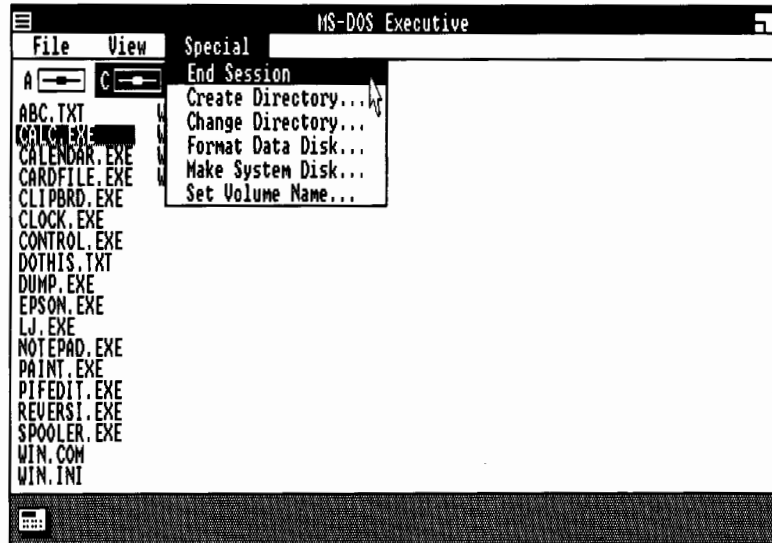 MS-DOS Executive
File View Special
A C
End Session
Create Directory...
Change Directory...
Format Data Disk...
Make System Disk...
Set Volume Name...
ABC.TXT
CALC.EXE
CALENDAR.EXE
CARDFILE.EXE
CLIPBRD.EXE
CLOCK.EXE
CONTROL.EXE
DOTHIS.TXT
DUMP.EXE
EPSON.EXE
LJ.EXE
NOTEPAD.EXE
PAINT.EXE
PIFEDIT.EXE
REVERSI.EXE
SPOOLER.EXE
WIN.COM
WIN.INI